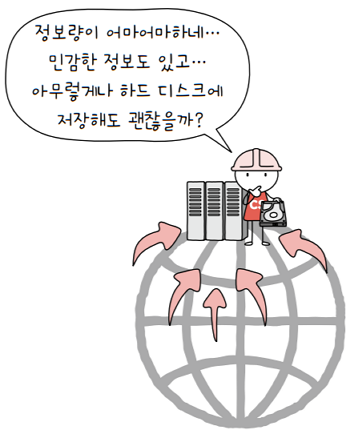 정보량이 어마어마하네…
민감한 정보도 있고…
아무렇게나 하드 디스크에
저장해도 괜찮을까?